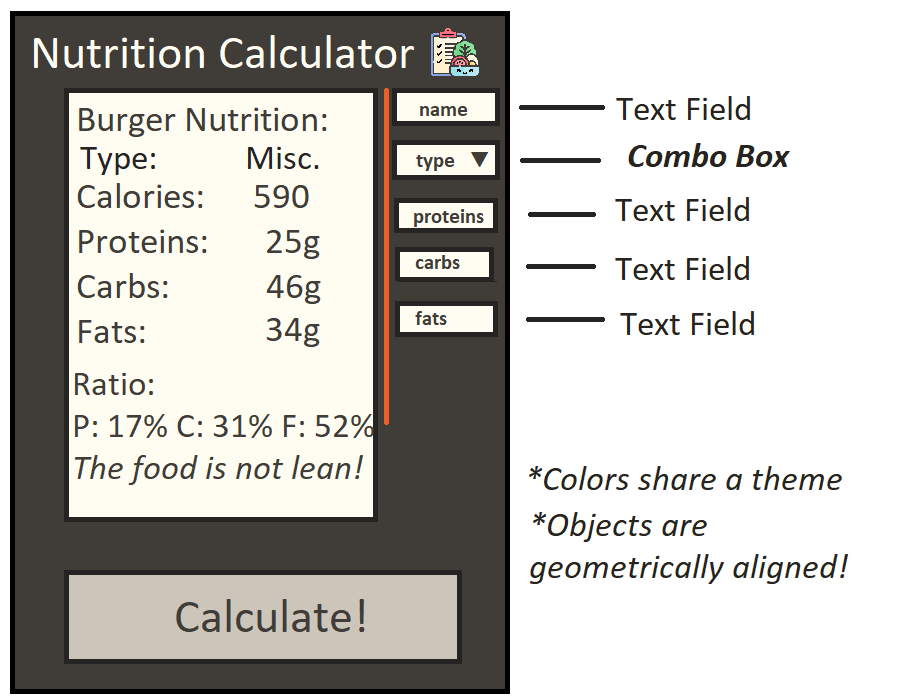 Nutrition Calculator
Burger Nutrition:
Type: Misc.
Calories: 590
Proteins: 25g
Carbs: 46g
Fats: 34g
Ratio:
P: 17% C: 31% F: 52%
The food is not lean!
name
type
proteins
carbs
fats
Calculate!
Text Field
Combo Box
Text Field
Text Field
Text Field
*Colors share a theme
*Objects are
geometrically aligned!